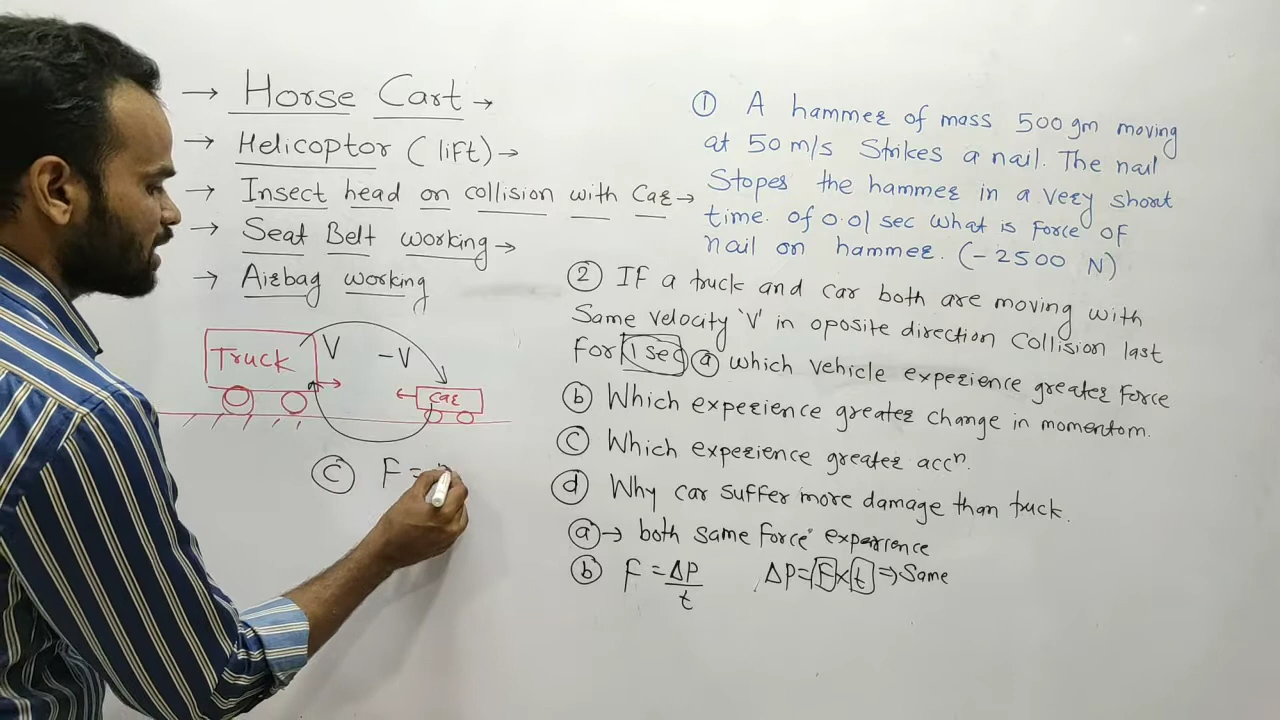 → Horse Cart →
→ Helicoptor (lift) →
→ Insect head on collision with Car →
→ Seat Belt working →
→ Airbag working
Truck V -V Car
Ⓒ F =
① A hammer of mass 500 gm moving
at 50 m/s Strikes a nail. The nail
Stopes the hammer in a very short
time. of 0.01 sec what is force of
nail on hammer. (-2500 N)
② If a truck and car both are moving with
Same velocity 'V' in oposite direction Collision last
for 1 sec ⓐ which vehicle experience greater force
ⓑ Which experience greater change in momentom.
Ⓒ Which experience greater accⁿ.
ⓓ Why car suffer more damage than truck.
ⓐ → both same force experience
ⓑ F = ΔP/t ΔP = F × t ⇒ Same